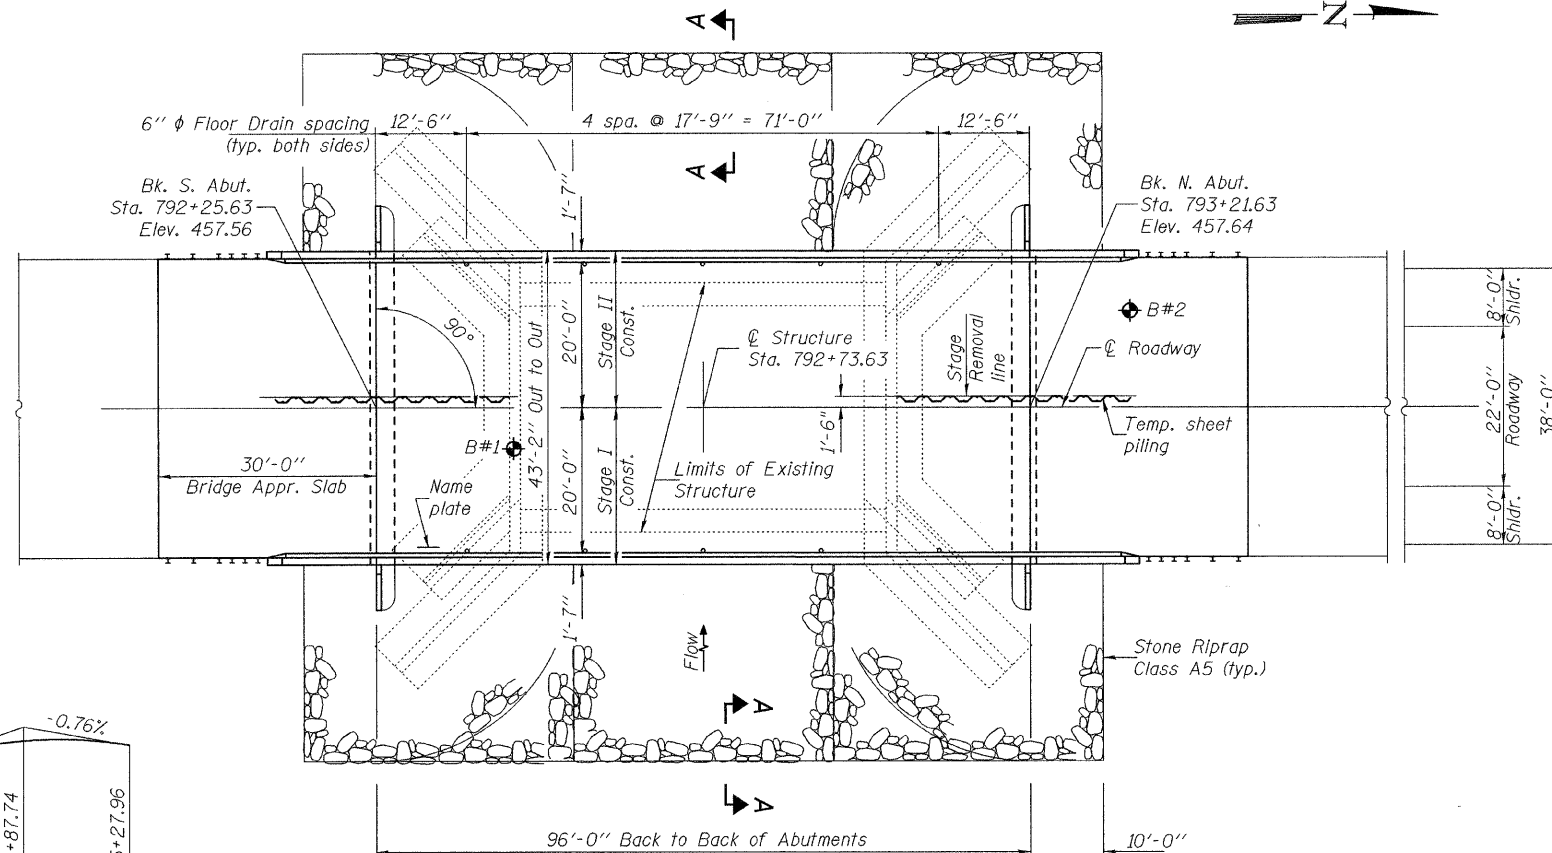 A
N
6'' ϕ Floor Drain spacing
(typ. both sides)
12'-6''
4 spa. @ 17'-9'' = 71'-0''
12'-6''
A
Bk. S. Abut.
Sta. 792+25.63
Elev. 457.56
1'-7''
Bk. N. Abut.
Sta. 793+21.63
Elev. 457.64
90°
43'-2'' Out to Out
20'-0''
Stage II
Const.
℄ Structure
Sta. 792+73.63
Stage
Removal
line
B#2
℄ Roadway
8'-0''
Shldr.
22'-0''
Roadway
38'-0''
8'-0''
Shldr.
B#1
1'-6''
Temp. sheet
piling
30'-0''
Bridge Appr. Slab
Name
plate
20'-0''
Stage I
Const.
Limits of Existing
Structure
1'-7''
Flow
Stone Riprap
Class A5 (typ.)
A
-0.76%
+87.74
+27.96
A
96'-0'' Back to Back of Abutments
10'-0''